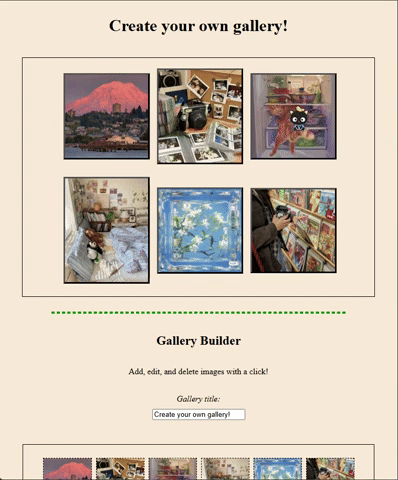 Create your own gallery!
Gallery Builder
Add, edit, and delete images with a click!
Gallery title:
Create your own gallery!